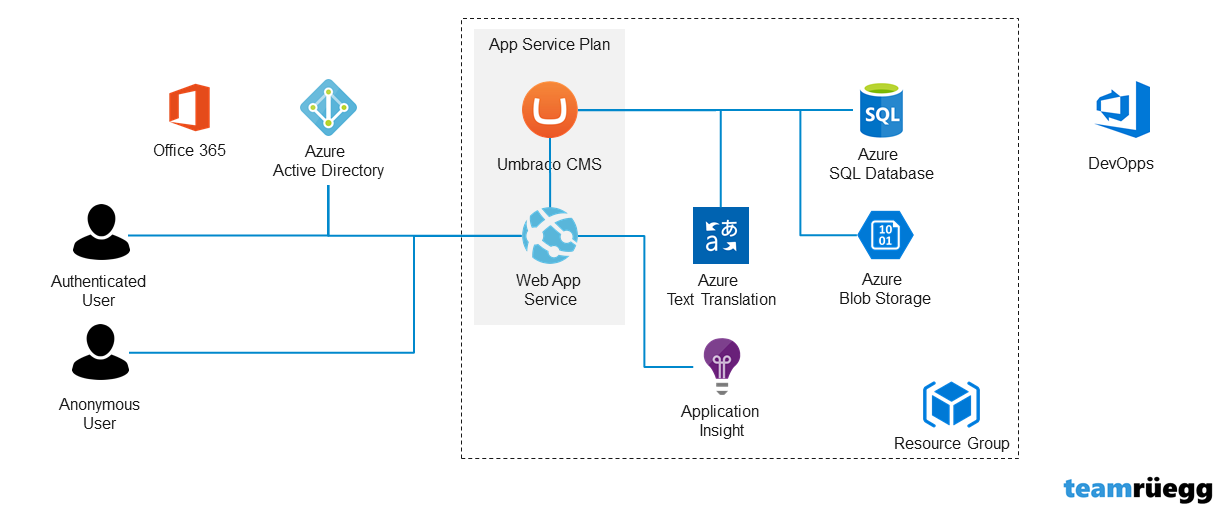 App Service Plan
Office 365
Azure
Active Directory
Umbraco CMS
SQL
Azure
SQL Database
DevOpps
Authenticated
User
Web App
Service
a あ
Azure
Text Translation
10
01
Azure
Blob Storage
Anonymous
User
Application
Insight
Resource Group
teamrüegg